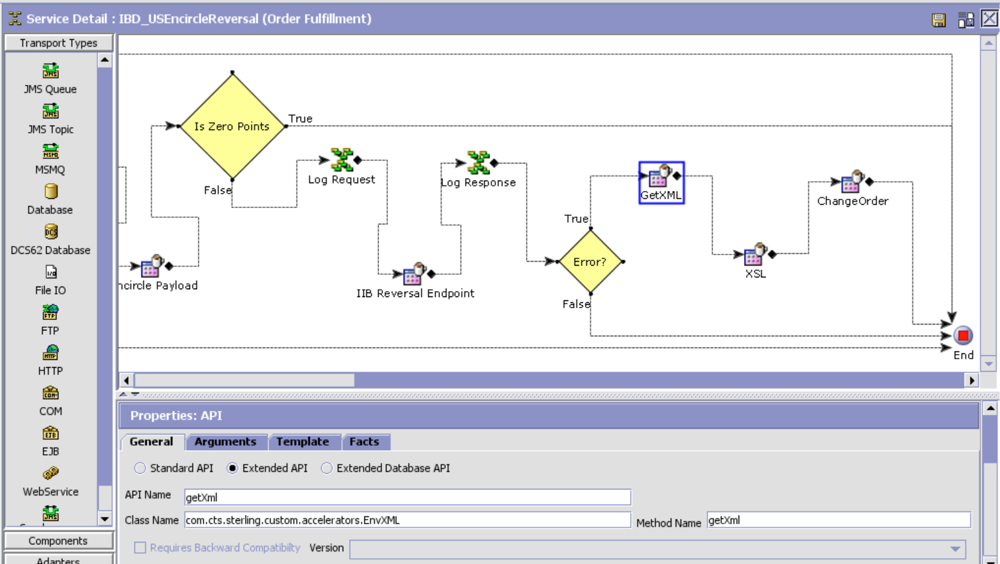 Service Detail : IBD_USEncircleReversal (Order Fulfillment)
Transport Types
JMS Queue
JMS Topic
MSMQ
Database
DCS62 Database
File IO
FTP
HTTP
COM
EJB
WebService
Components
Adapters
Is Zero Points
True
False
Log Request
Log Response
GetXML
ChangeOrder
True
Error?
XSL
ncircle Payload
IIB Reversal Endpoint
False
End
Properties: API
General Arguments Template Facts
Standard API Extended API Extended Database API
API Name getXml
Class Name com.cts.sterling.custom.accelerators.EnvXML Method Name getXml
Requires Backward Compatibilty Version